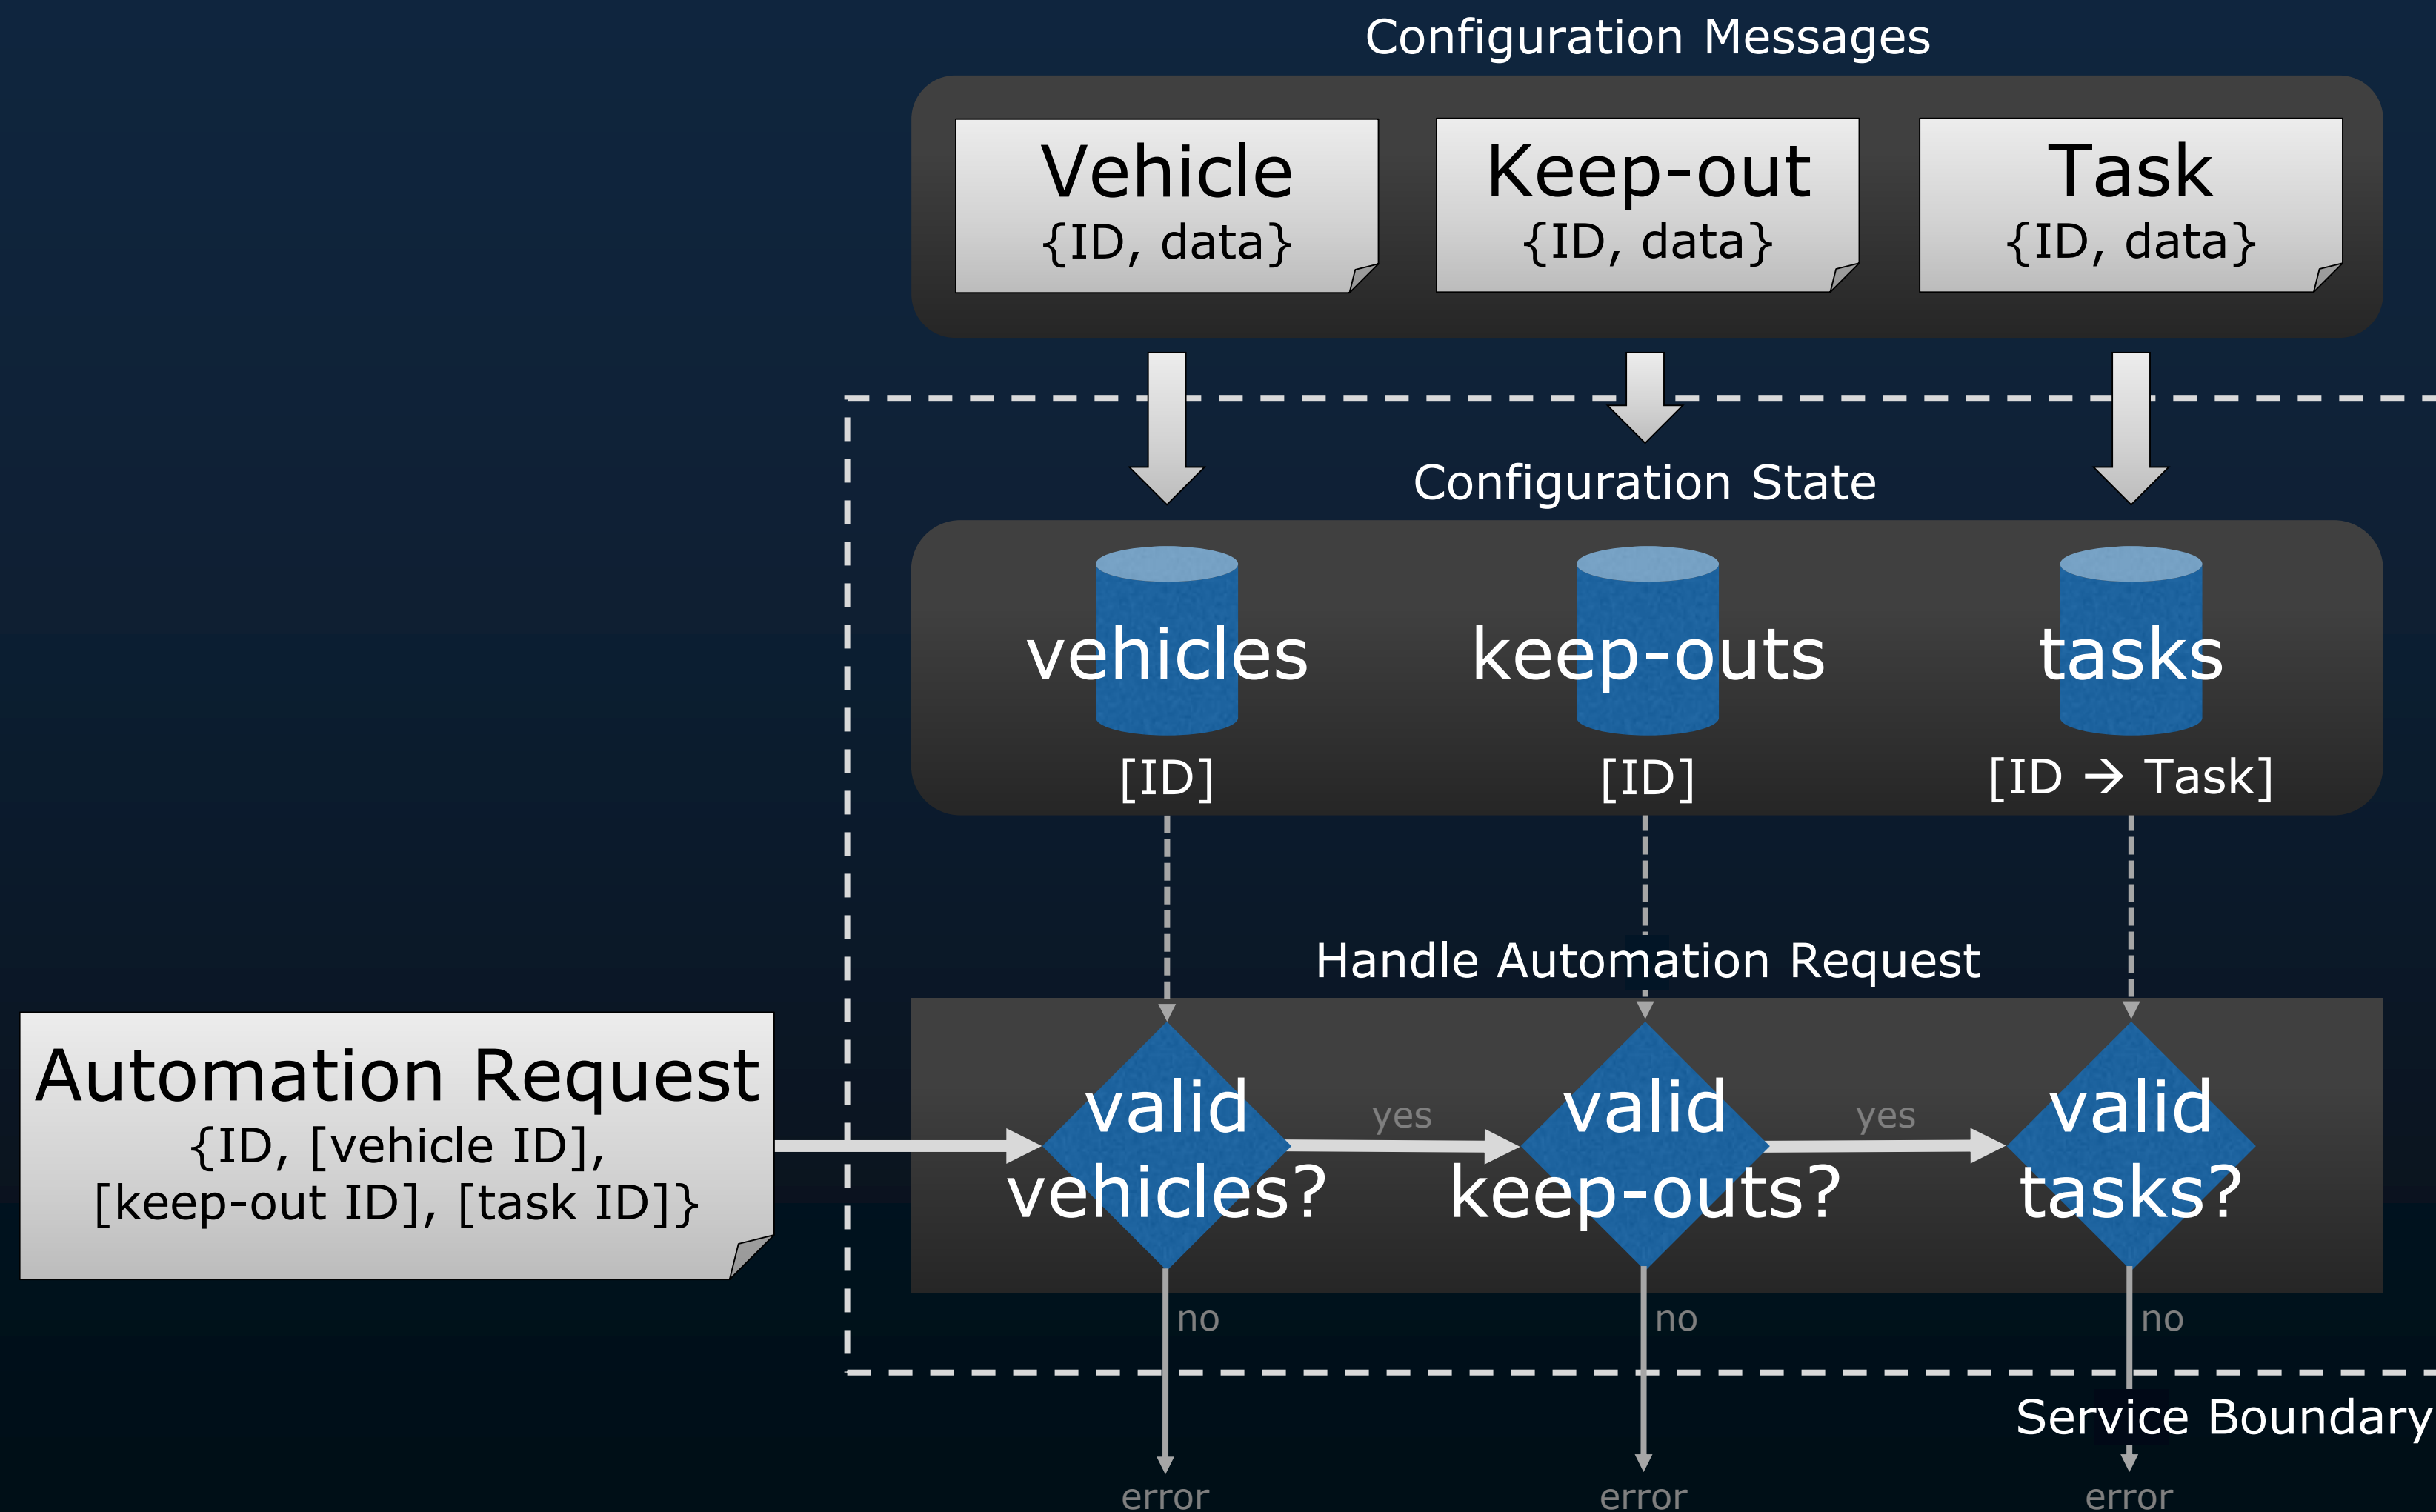 Configuration Messages
Vehicle
{ID, data}
Keep-out
{ID, data}
Task
{ID, data}
Configuration State
vehicles
[ID]
keep-outs
[ID]
tasks
[ID → Task]
Handle Automation Request
Automation Request
{ID, [vehicle ID],
[keep-out ID], [task ID]}
valid
vehicles?
yes
valid
keep-outs?
yes
valid
tasks?
no
no
no
Service Boundary
error
error
error